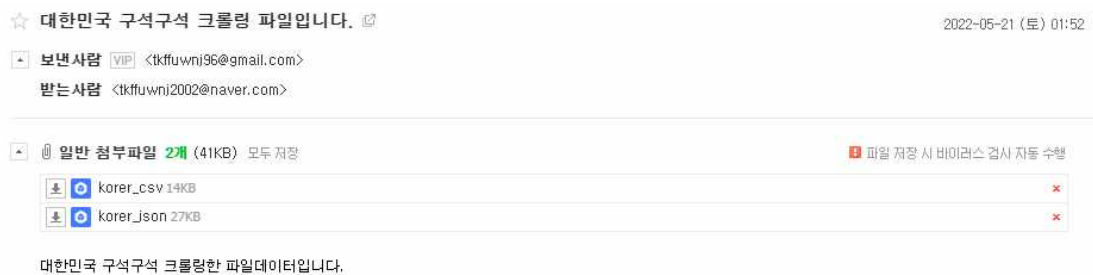 대한민국 구석구석 크롤링 파일입니다.
2022-05-21 (토) 01:52
보낸사람 VIP <tkffuwnj96@gmail.com>
받는사람 <tkffuwnj2002@naver.com>
일반 첨부파일 2개 (41KB) 모두 저장
파일 저장 시 바이러스 검사 자동 수행
korer_csv 14KB
korer_json 27KB
대한민국 구석구석 크롤링한 파일데이터입니다.